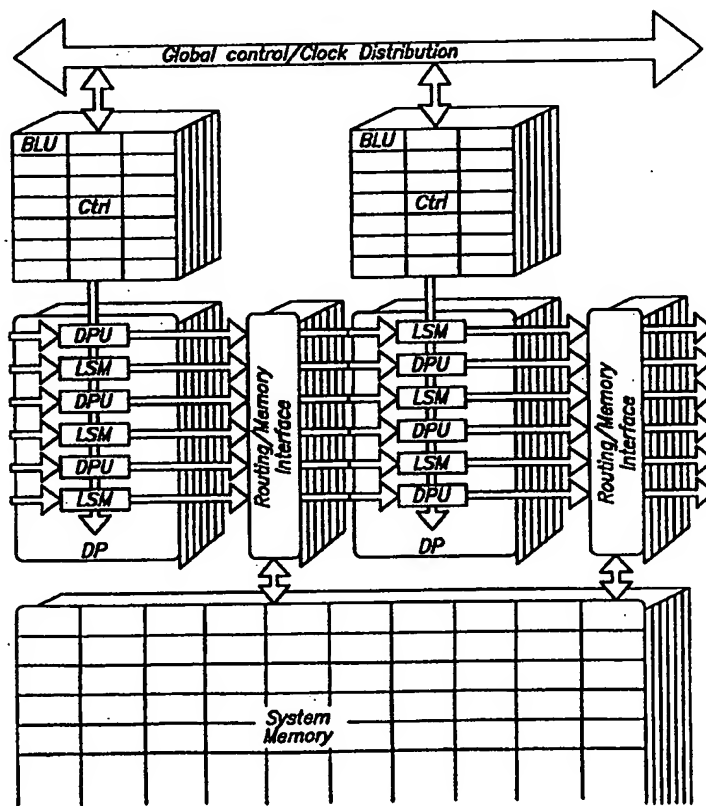 Global control/Clock Distribution
BLU
Ctrl
BLU
Ctrl
DPU
LSM
DPU
LSM
DPU
LSM
DP
Routing/Memory
Interface
LSM
DPU
LSM
DPU
LSM
DPU
DP
Routing/Memory
Interface
System
Memory